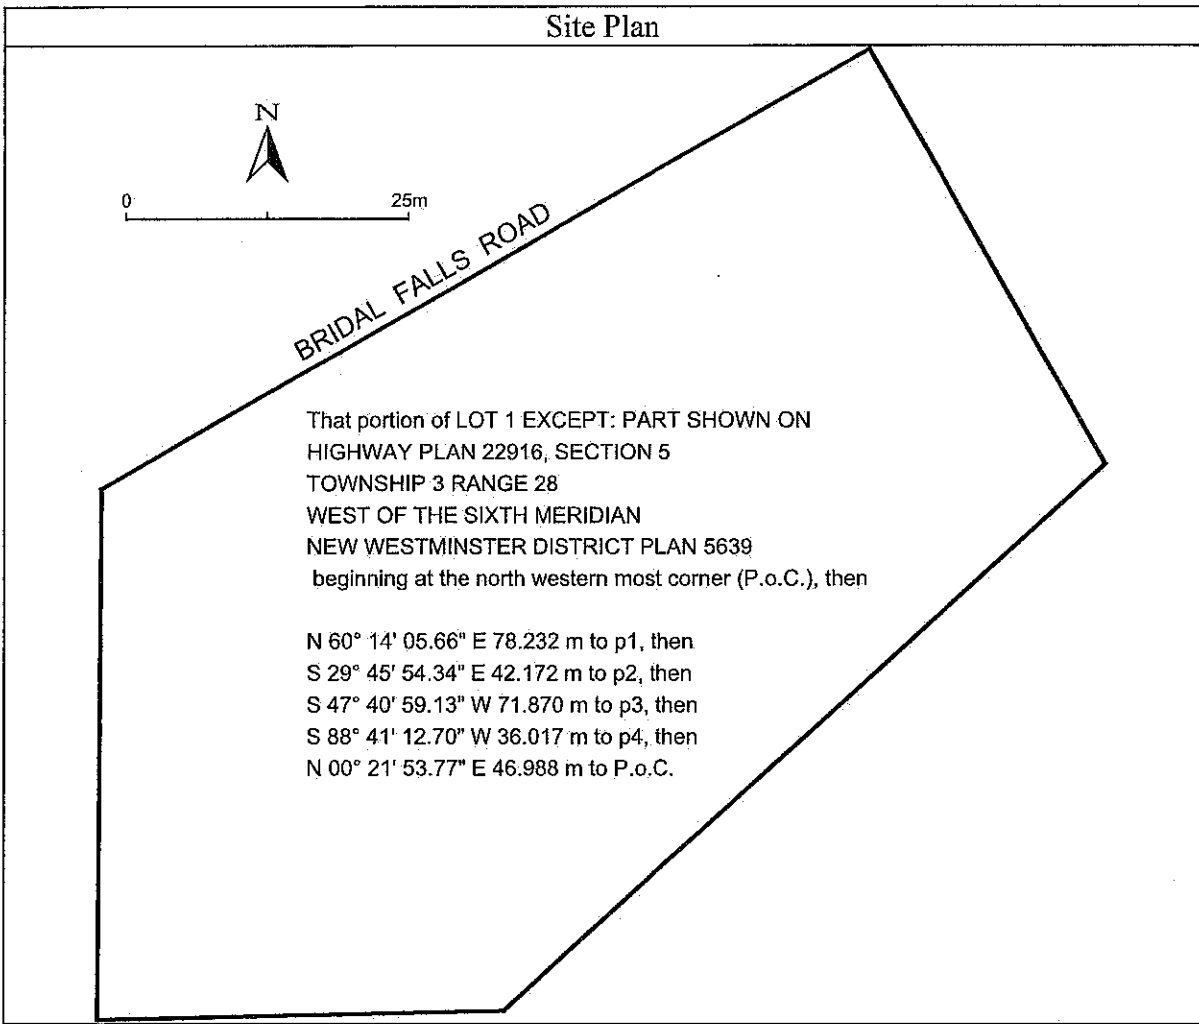 Site Plan
N
0 25m
BRIDAL FALLS ROAD
That portion of LOT 1 EXCEPT: PART SHOWN ON
HIGHWAY PLAN 22916, SECTION 5
TOWNSHIP 3 RANGE 28
WEST OF THE SIXTH MERIDIAN
NEW WESTMINSTER DISTRICT PLAN 5639
beginning at the north western most corner (P.o.C.), then
N 60° 14' 05.66" E 78.232 m to p1, then
S 29° 45' 54.34" E 42.172 m to p2, then
S 47° 40' 59.13" W 71.870 m to p3, then
S 88° 41' 12.70" W 36.017 m to p4, then
N 00° 21' 53.77" E 46.988 m to P.o.C.